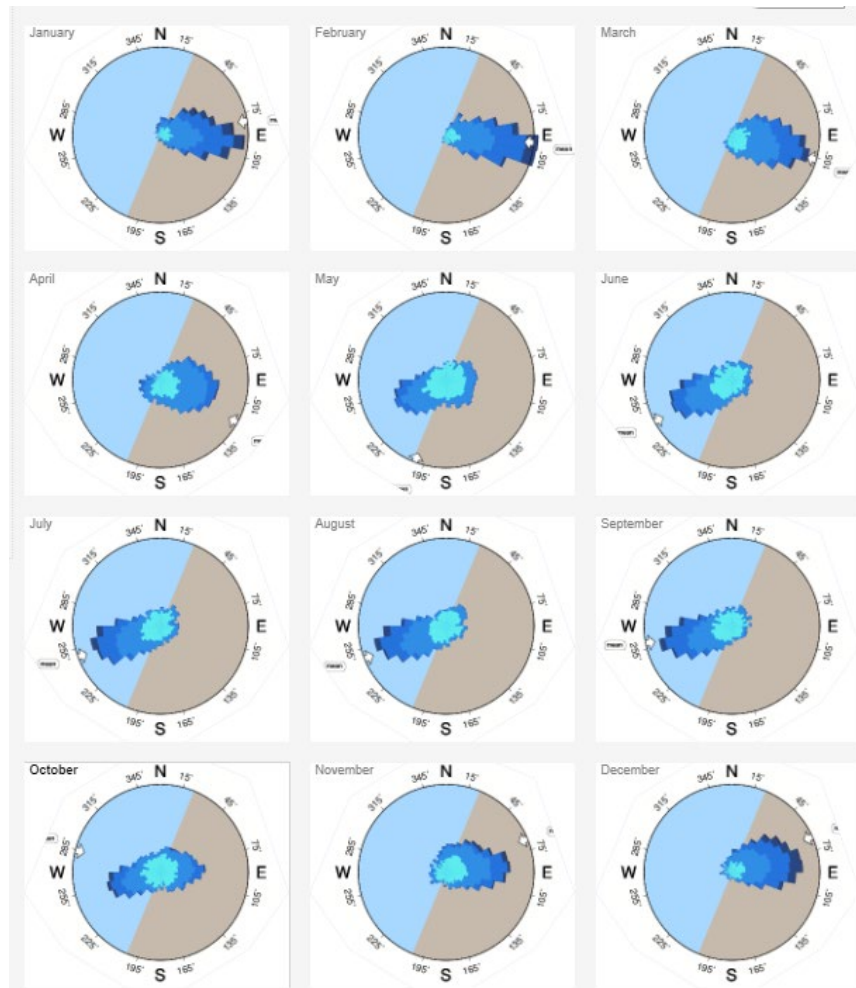 January February March
N N N
345° 15° 345° 15° 345° 15°
315° 45° 315° 45° 315° 45°
285° 75° 285° 75° 285° 75°
W E W E W E
mean
255° 105° 255° 105° 255° 105°
225° 135° 225° 135° 225° 135°
195° 165° 195° 165° 195° 165°
S S S
April May June
N N N
345° 15° 345° 15° 345° 15°
315° 45° 315° 45° 315° 45°
285° 75° 285° 75° 285° 75°
W E W E W E
255° 105° 255° 105° 255° 105°
mean
225° 135° 225° 135° 225° 135°
195° 165° 195° 165° 195° 165°
S S S
July August September
N N N
345° 15° 345° 15° 345° 15°
315° 45° 315° 45° 315° 45°
285° 75° 285° 75° 285° 75°
W E W E W E
mean
255° 105° 255° 105° 255° 105°
mean mean
225° 135° 225° 135° 225° 135°
195° 165° 195° 165° 195° 165°
S S S
October November December
N N N
345° 15° 345° 15° 345° 15°
315° 45° 315° 45° 315° 45°
285° 75° 285° 75° 285° 75°
W E W E W E
255° 105° 255° 105° 255° 105°
225° 135° 225° 135° 225° 135°
195° 165° 195° 165° 195° 165°
S S S